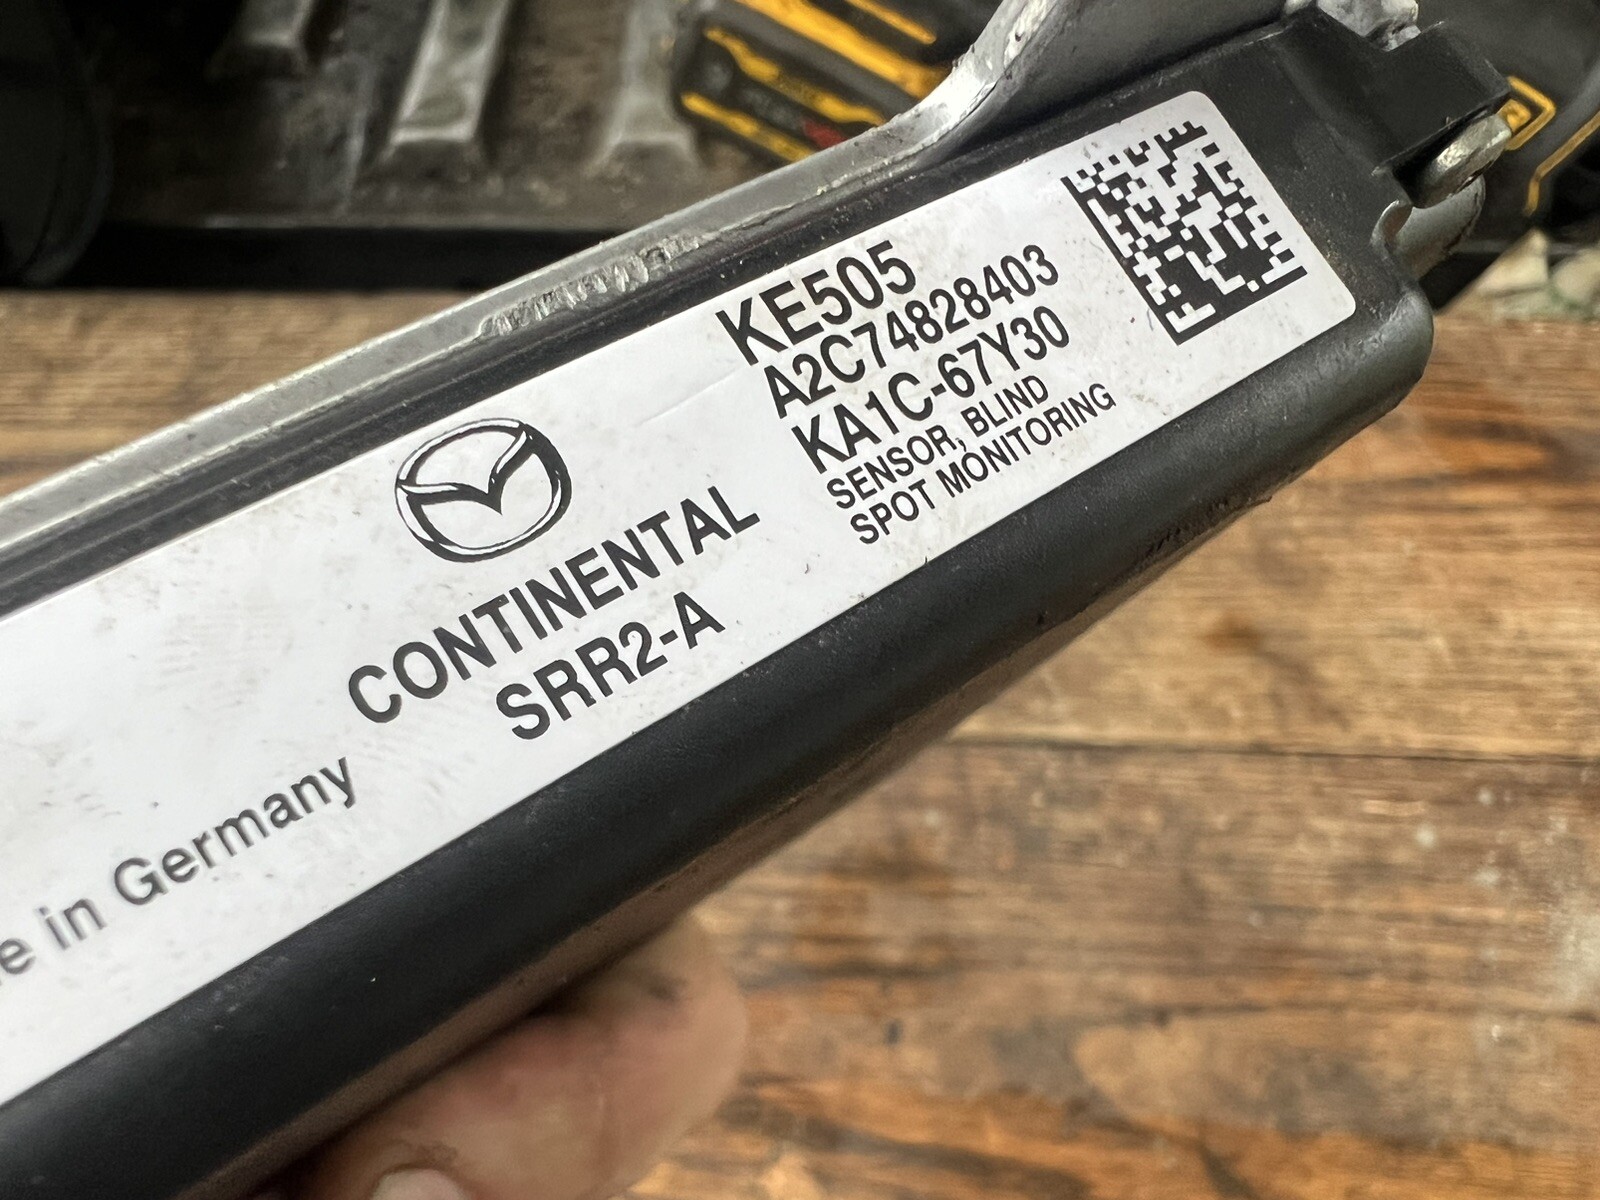 KE505
A2C74828403
KA1C-67Y30
SENSOR, BLIND
SPOT MONITORING
CONTINENTAL
SRR2-A
in Germany